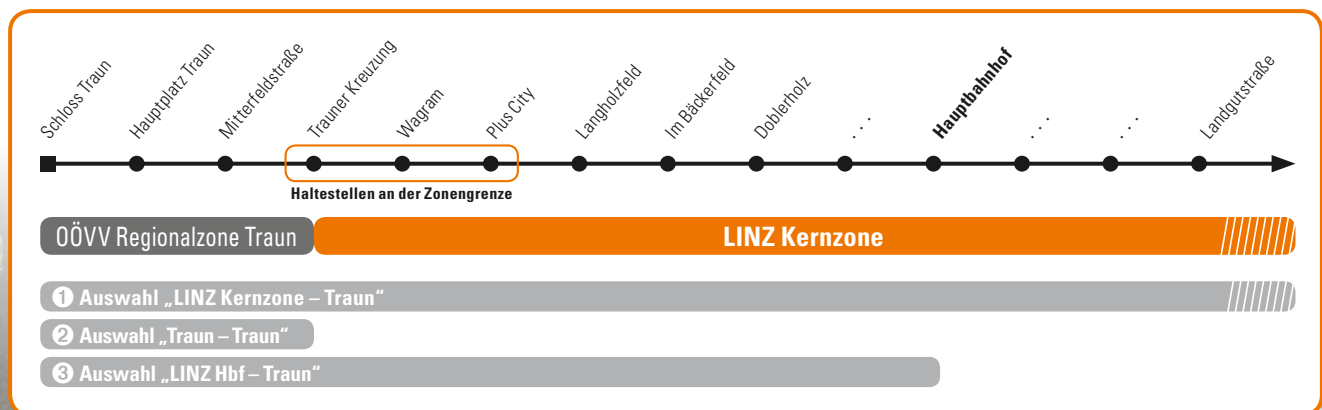 Schloss Traun
Hauptplatz Traun
Mitterfeldstraße
Trauner Kreuzung
Wagram
Plus City
Langholzfeld
Im Bäckerfeld
Doblerholz
. . .
Hauptbahnhof
. . .
. . .
Landgutstraße
Haltestellen an der Zonengrenze
OÖVV Regionalzone Traun
LINZ Kernzone
❶ Auswahl „LINZ Kernzone – Traun“
❷ Auswahl „Traun – Traun“
❸ Auswahl „LINZ Hbf – Traun“